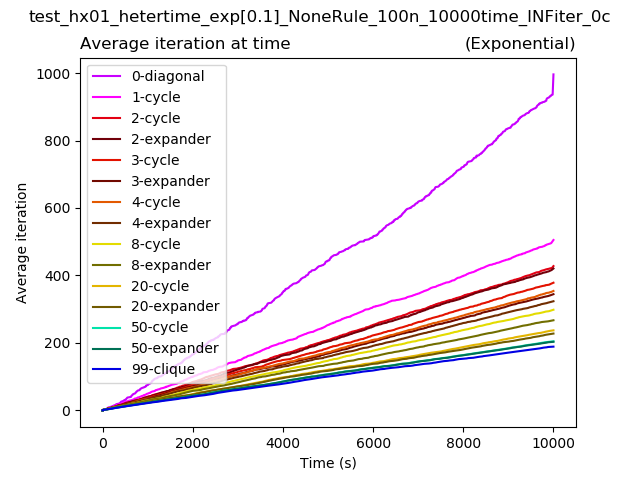 test_hx01_hetertime_exp[0.1]_NoneRule_100n_10000time_INFiter_0c
Average iteration at time (Exponential)
1000
800
600
400
200
0
Average iteration
0-diagonal
1-cycle
2-cycle
2-expander
3-cycle
3-expander
4-cycle
4-expander
8-cycle
8-expander
20-cycle
20-expander
50-cycle
50-expander
99-clique
0 2000 4000 6000 8000 10000
Time (s)